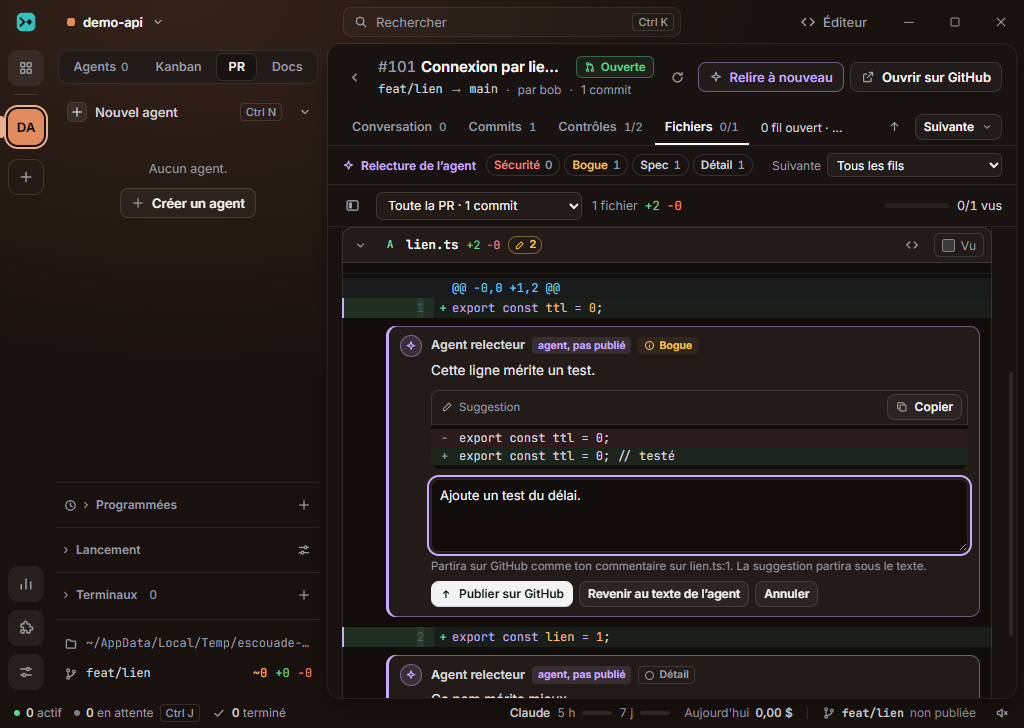 demo-api
Rechercher
Ctrl K
Éditeur
Agents 0
Kanban
PR
Docs
DA
Nouvel agent
Ctrl N
Aucun agent.
Créer un agent
Programmées
Lancement
Terminaux 0
~/AppData/Local/Temp/escouade-…
feat/lien
~0 +0 -0
#101 Connexion par lie…
Ouverte
Relire à nouveau
Ouvrir sur GitHub
feat/lien → main · par bob · 1 commit
Conversation 0
Commits 1
Contrôles 1/2
Fichiers 0/1
0 fil ouvert · …
Suivante
Relecture de l’agent
Sécurité 0
Bogue 1
Spec 1
Détail 1
Suivante
Tous les fils
Toute la PR · 1 commit
1 fichier +2 -0
0/1 vus
A lien.ts +2 -0
2
Vu
@@ -0,0 +1,2 @@
1 + export const ttl = 0;
Agent relecteur
agent, pas publié
Bogue
Cette ligne mérite un test.
Suggestion
Copier
- export const ttl = 0;
+ export const ttl = 0; // testé
Ajoute un test du délai.
Partira sur GitHub comme ton commentaire sur lien.ts:1. La suggestion partira sous le texte.
Publier sur GitHub
Revenir au texte de l’agent
Annuler
2 + export const lien = 1;
Agent relecteur
agent, pas publié
Détail
0 actif
0 en attente
Ctrl J
0 terminé
Claude 5 h
7 j
Aujourd’hui 0,00 $
feat/lien non publiée